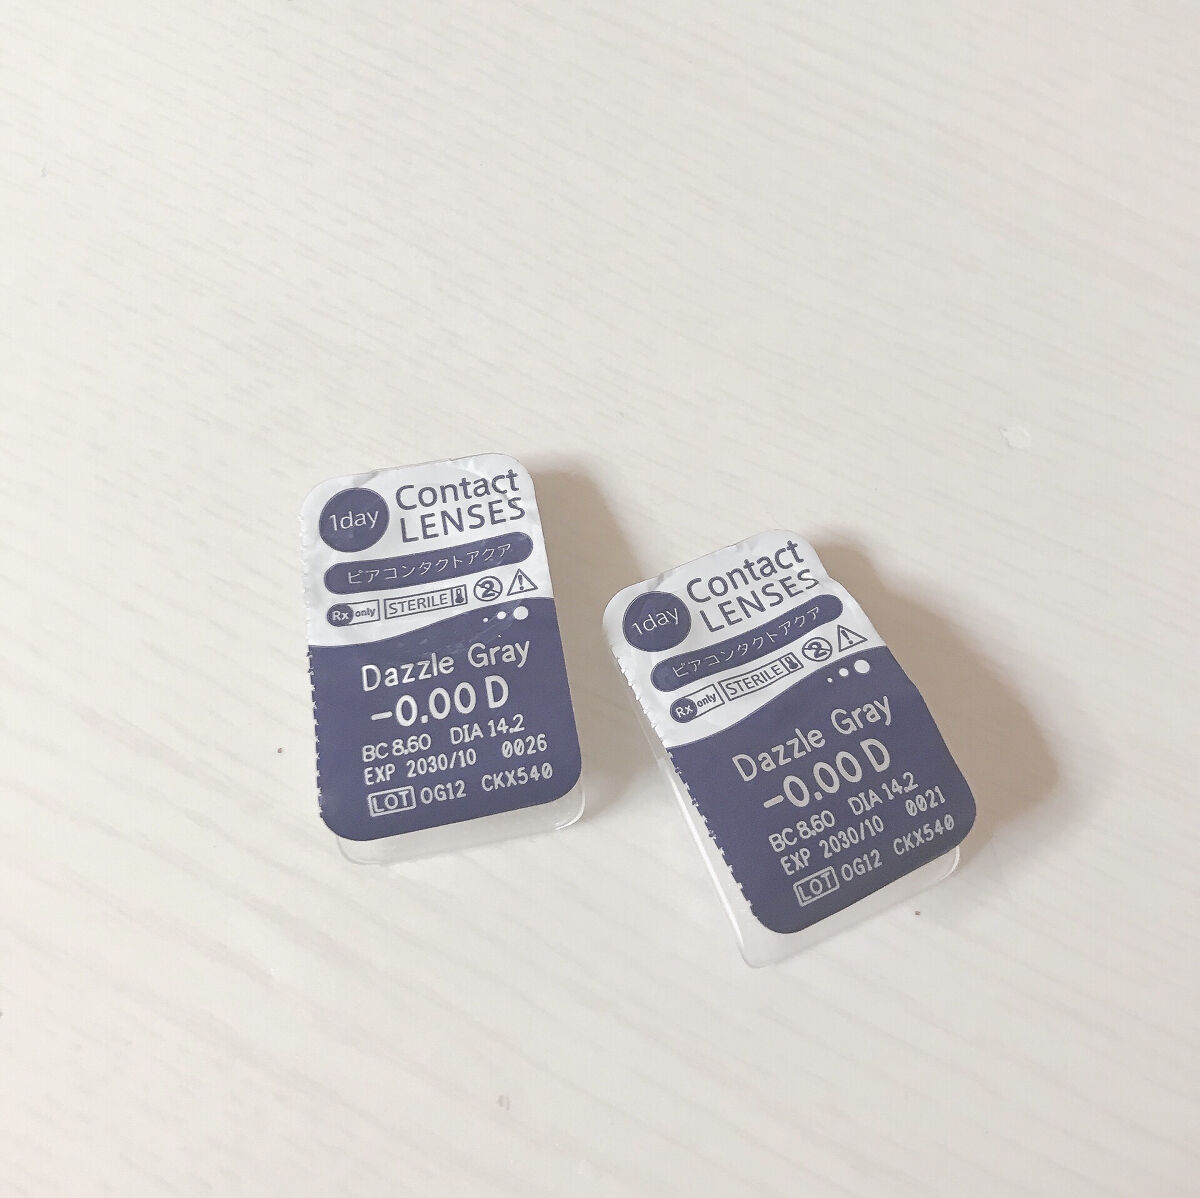 1day
Contact
LENSES
ピアコンタクトアクア
Rx only STERILE 2
Dazzle Gray
-0.00 D
BC 8.60 DIA 14.2
EXP 2030/10 0026
LOT OG12 CKX540
1day
Contact
LENSES
ピアコンタクトアクア
Rx only STERILE 2
Dazzle Gray
-0.00 D
BC 8.60 DIA 14.2
EXP 2030/10 0021
LOT OG12 CKX540